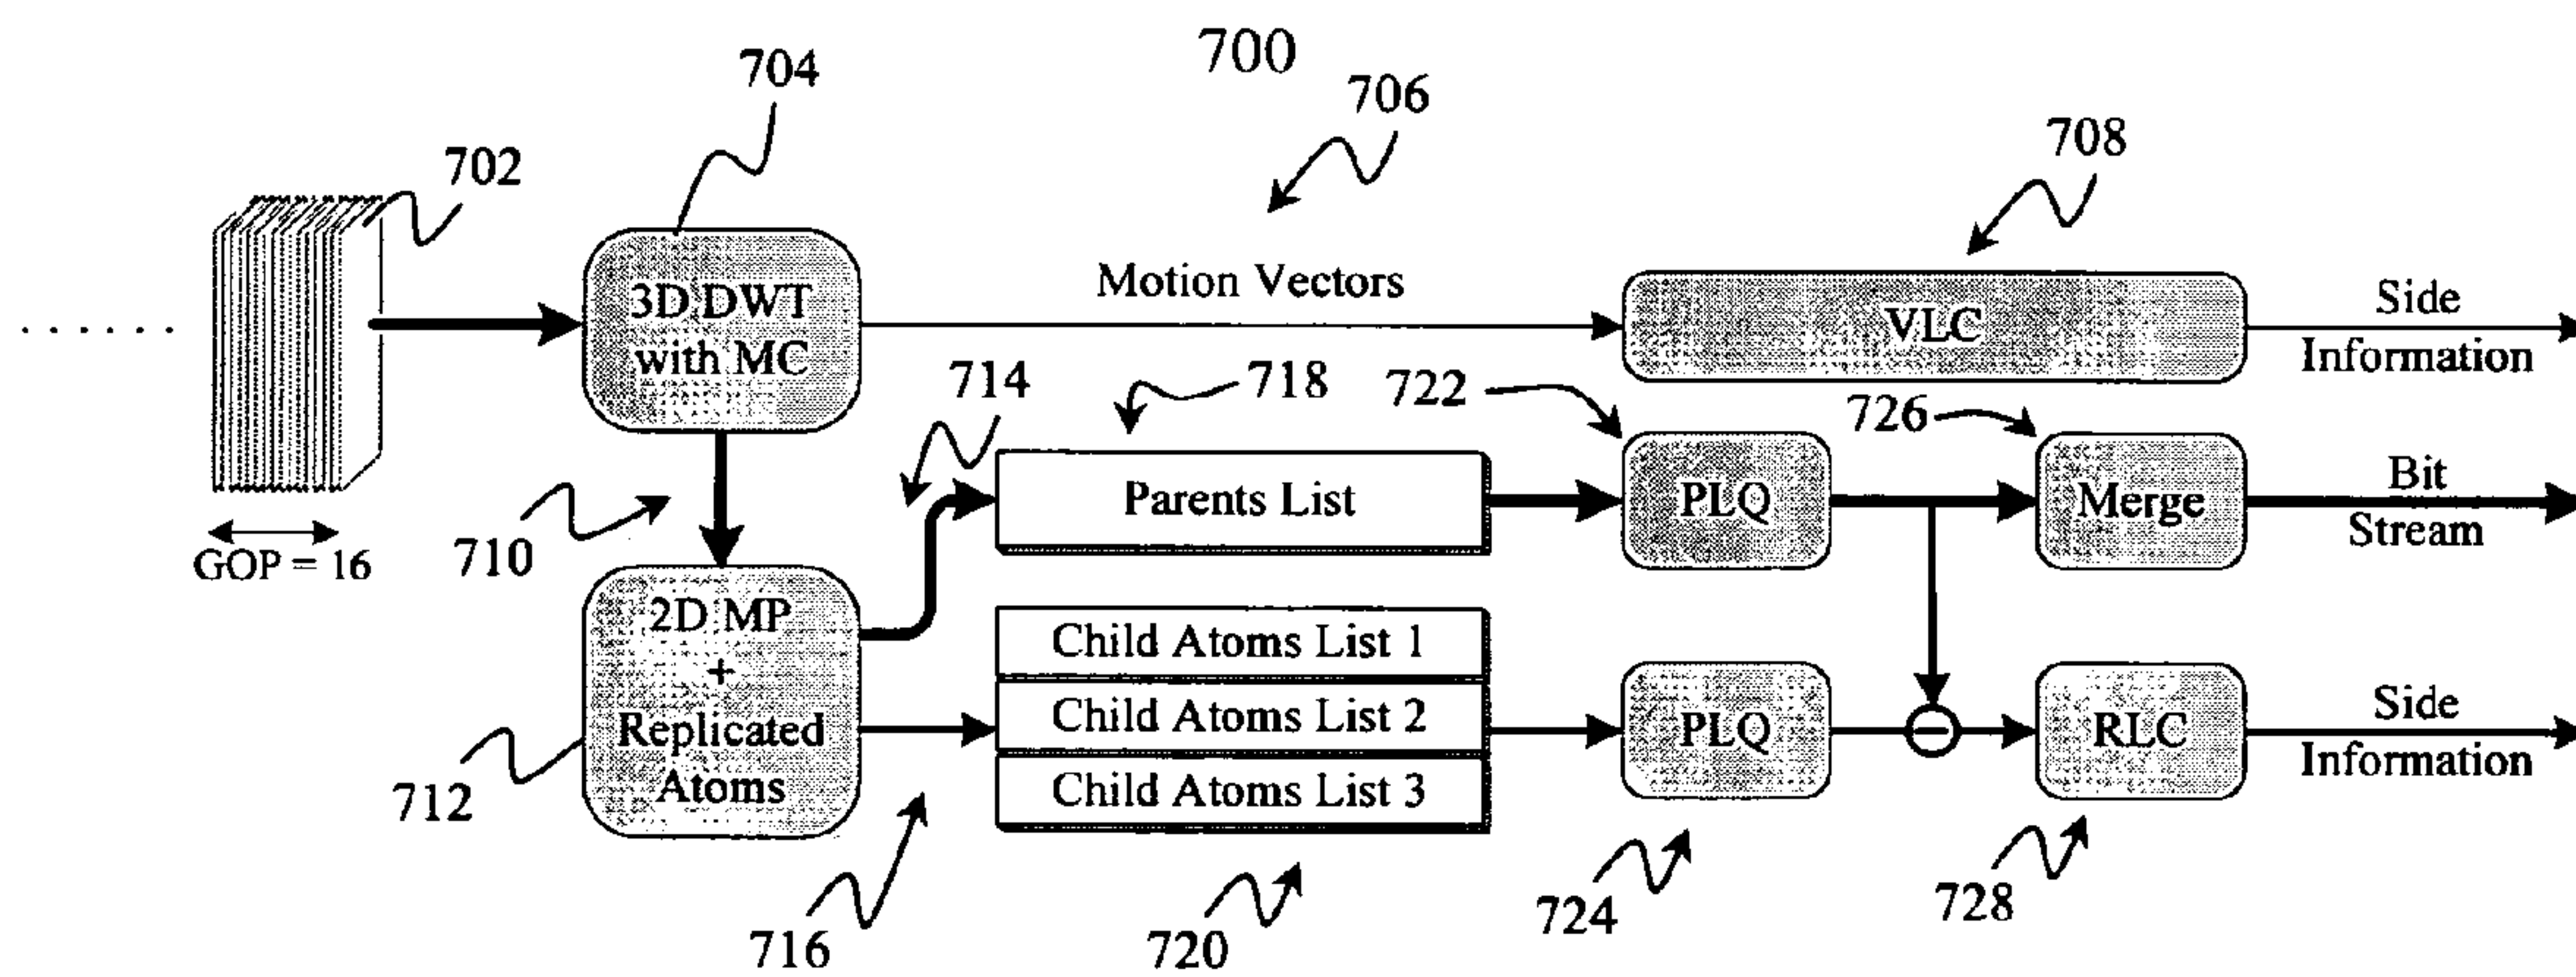 700
704
706
702
708
3D DWT
with MC
Motion Vectors
VLC
Side
Information
714
718
722
726
GOP = 16
710
Parents List
PLQ
Merge
Bit
Stream
2D MP
+
Replicated
Atoms
Child Atoms List 1
Child Atoms List 2
Child Atoms List 3
PLQ
−
RLC
Side
Information
712
716
720
724
728